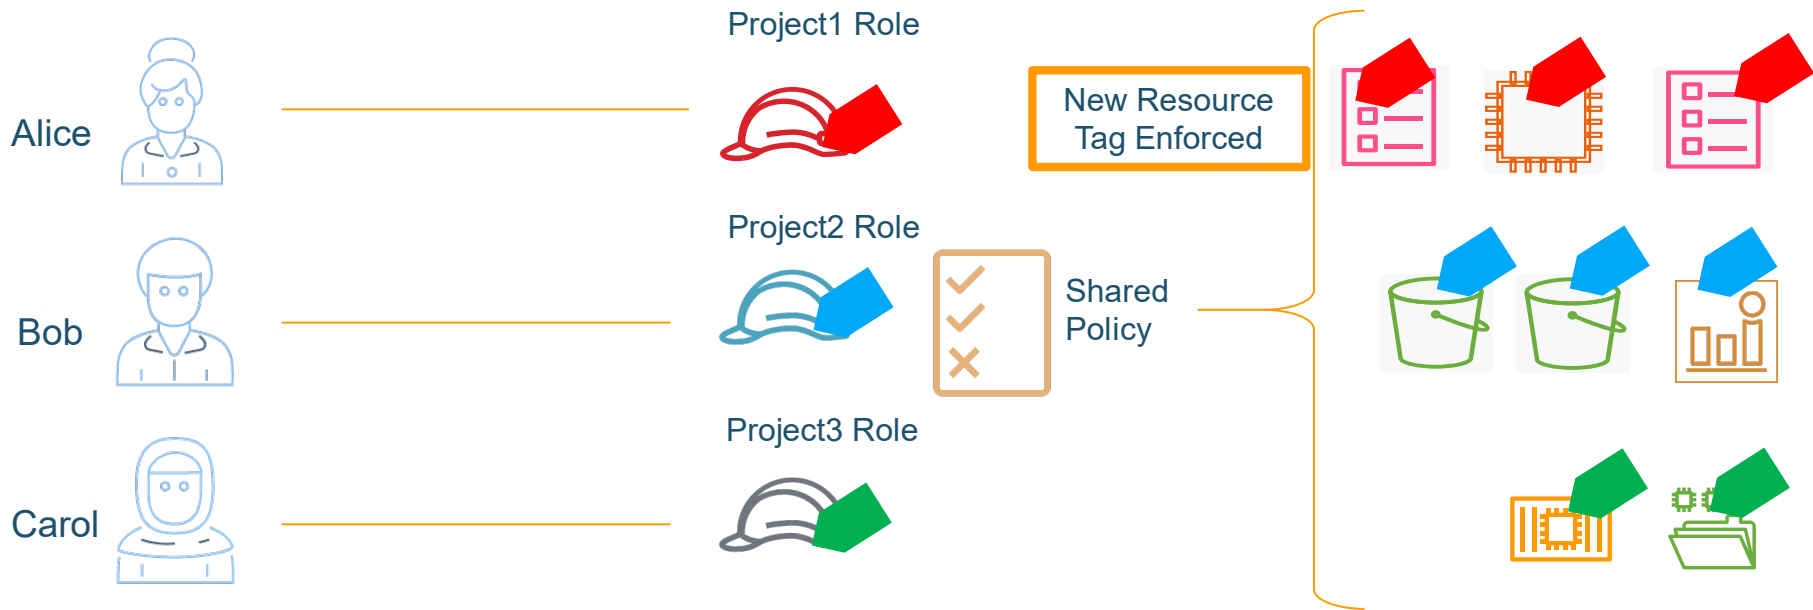 Project1 Role
Alice
New Resource
Tag Enforced
Project2 Role
Bob
Shared
Policy
Project3 Role
Carol